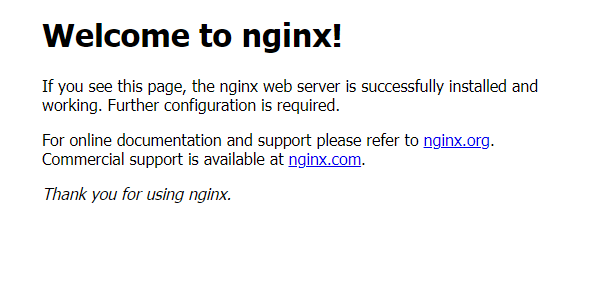 Welcome to nginx!
If you see this page, the nginx web server is successfully installed and
working. Further configuration is required.
For online documentation and support please refer to nginx.org.
Commercial support is available at nginx.com.
Thank you for using nginx.